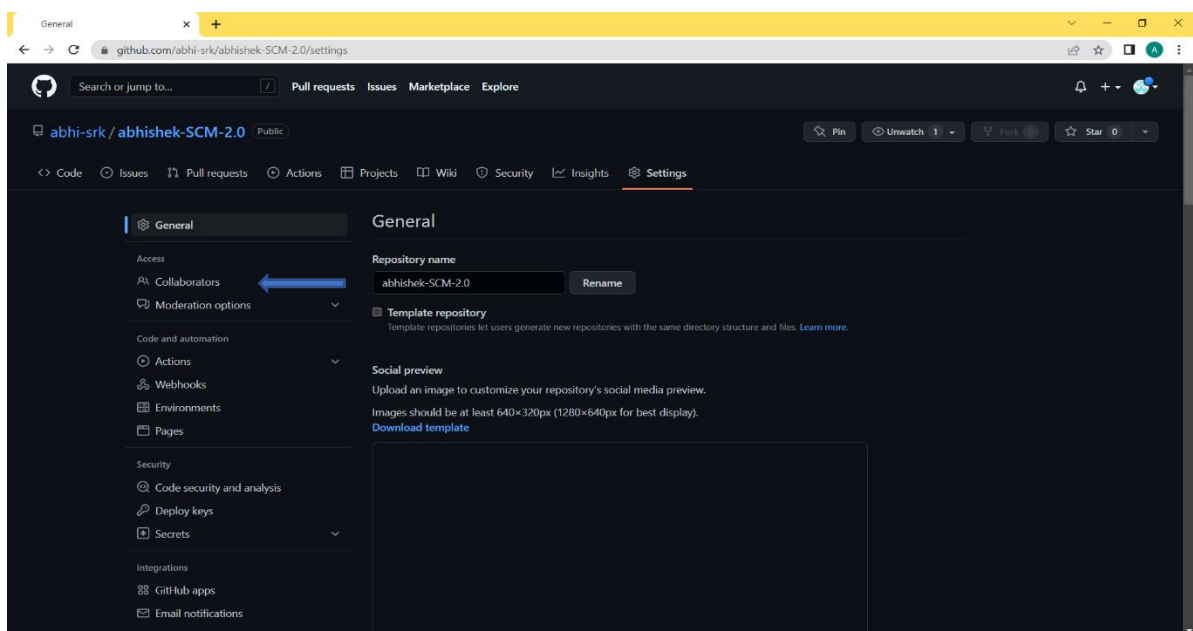 General
github.com/abhi-srk/abhishek-SCM-2.0/settings
A
Search or jump to... / Pull requests Issues Marketplace Explore
abhi-srk / abhishek-SCM-2.0 Public
Pin Unwatch 1 Fork 0 Star 0
<> Code Issues Pull requests Actions Projects Wiki Security Insights Settings
General
Access
Collaborators
Moderation options
Code and automation
Actions
Webhooks
Environments
Pages
Security
Code security and analysis
Deploy keys
Secrets
Integrations
GitHub apps
Email notifications
General
Repository name
abhishek-SCM-2.0 Rename
Template repository
Template repositories let users generate new repositories with the same directory structure and files. Learn more.
Social preview
Upload an image to customize your repository's social media preview.
Images should be at least 640×320px (1280×640px for best display).
Download template